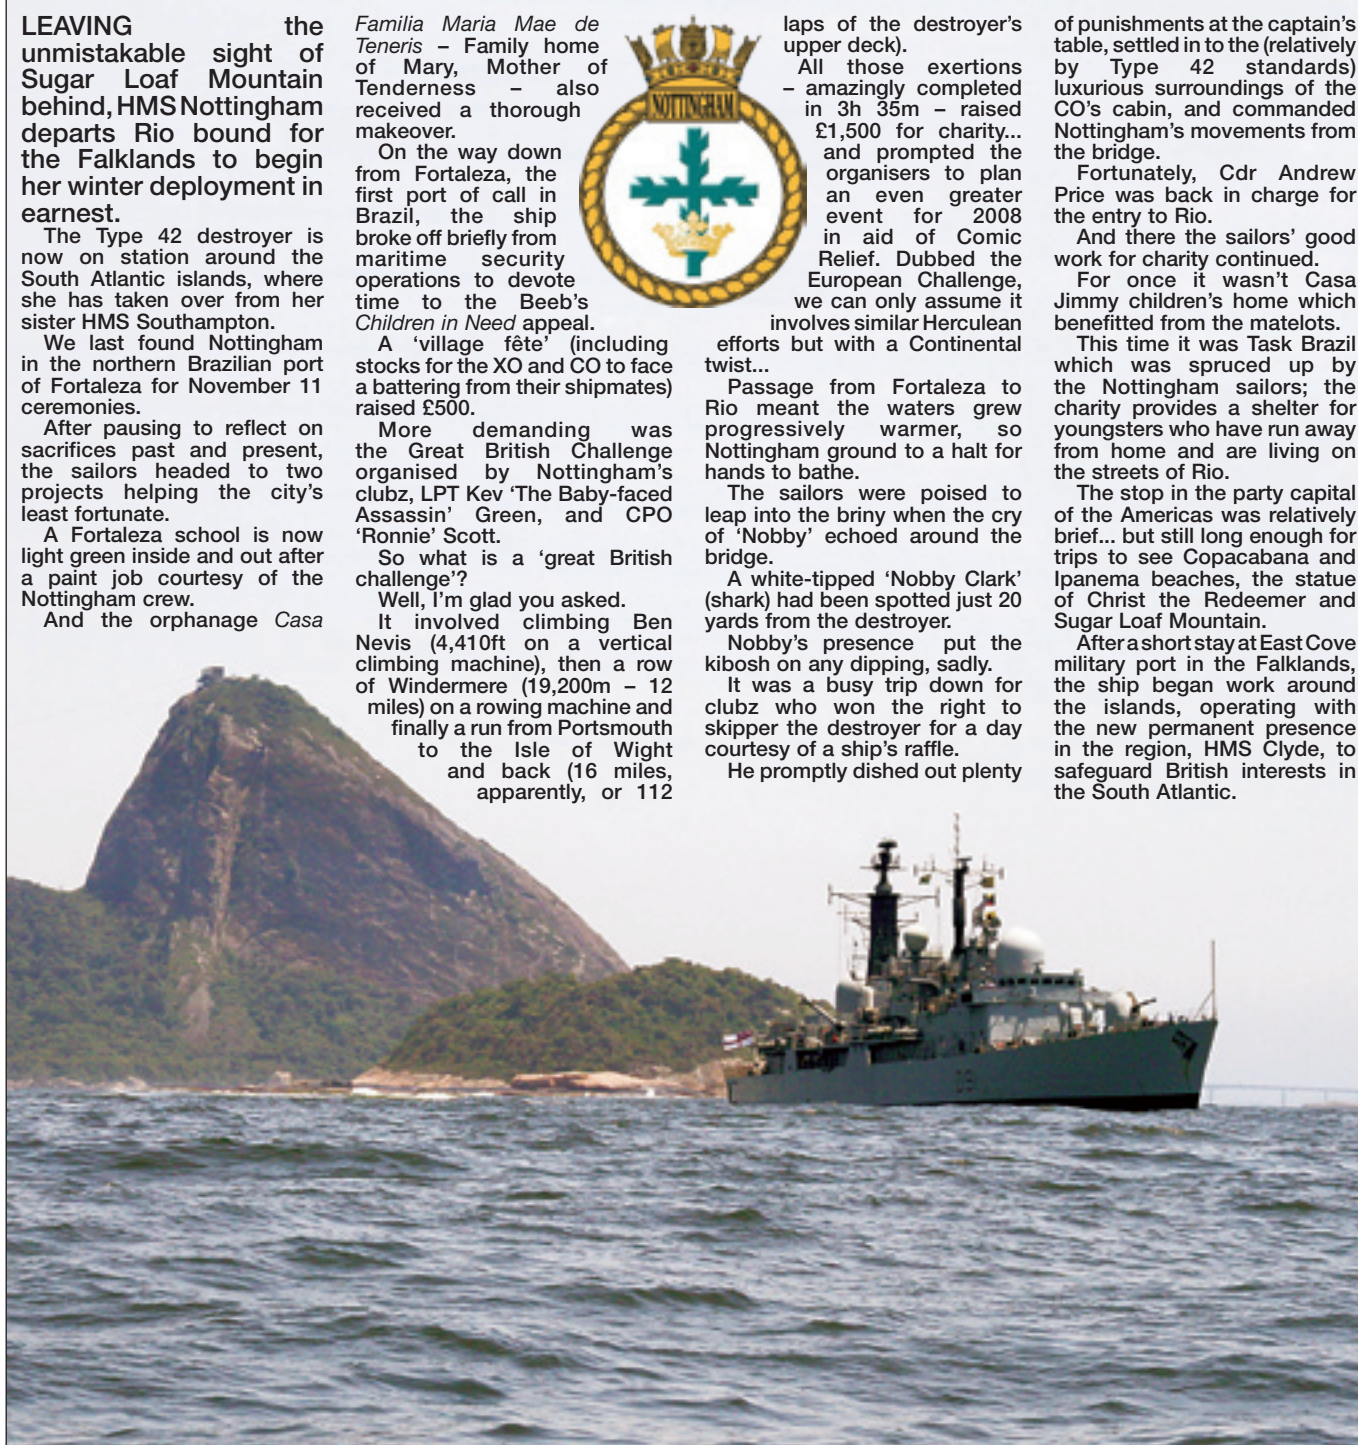 LEAVING the
unmistakable sight of
Sugar Loaf Mountain
behind, HMS Nottingham
departs Rio bound for
the Falklands to begin
her winter deployment in
earnest.
The Type 42 destroyer is
now on station around the
South Atlantic islands, where
she has taken over from her
sister HMS Southampton.
We last found Nottingham
in the northern Brazilian port
of Fortaleza for November 11
ceremonies.
After pausing to reflect on
sacrifices past and present,
the sailors headed to two
projects helping the city's
least fortunate.
A Fortaleza school is now
light green inside and out after
a paint job courtesy of the
Nottingham crew.
And the orphanage Casa
Familia Maria Mae de
Teneris – Family home
of Mary, Mother of
Tenderness – also
received a thorough
makeover.
On the way down
from Fortaleza, the
first port of call in
Brazil, the ship
broke off briefly from
maritime security
operations to devote
time to the Beeb's
Children in Need appeal.
A 'village fête' (including
stocks for the XO and CO to face
a battering from their shipmates)
raised £500.
More demanding was
the Great British Challenge
organised by Nottingham's
clubz, LPT Kev 'The Baby-faced
Assassin' Green, and CPO
'Ronnie' Scott.
So what is a 'great British
challenge'?
Well, I'm glad you asked.
It involved climbing Ben
Nevis (4,410ft on a vertical
climbing machine), then a row
of Windermere (19,200m – 12
miles) on a rowing machine and
finally a run from Portsmouth
to the Isle of Wight
and back (16 miles,
apparently, or 112
NOTTINGHAM
laps of the destroyer's
upper deck).
All those exertions
– amazingly completed
in 3h 35m – raised
£1,500 for charity...
and prompted the
organisers to plan
an even greater
event for 2008
in aid of Comic
Relief. Dubbed the
European Challenge,
we can only assume it
involves similar Herculean
efforts but with a Continental
twist...
Passage from Fortaleza to
Rio meant the waters grew
progressively warmer, so
Nottingham ground to a halt for
hands to bathe.
The sailors were poised to
leap into the briny when the cry
of 'Nobby' echoed around the
bridge.
A white-tipped 'Nobby Clark'
(shark) had been spotted just 20
yards from the destroyer.
Nobby's presence put the
kibosh on any dipping, sadly.
It was a busy trip down for
clubz who won the right to
skipper the destroyer for a day
courtesy of a ship's raffle.
He promptly dished out plenty
of punishments at the captain's
table, settled in to the (relatively
by Type 42 standards)
luxurious surroundings of the
CO's cabin, and commanded
Nottingham's movements from
the bridge.
Fortunately, Cdr Andrew
Price was back in charge for
the entry to Rio.
And there the sailors' good
work for charity continued.
For once it wasn't Casa
Jimmy children's home which
benefitted from the matelots.
This time it was Task Brazil
which was spruced up by
the Nottingham sailors; the
charity provides a shelter for
youngsters who have run away
from home and are living on
the streets of Rio.
The stop in the party capital
of the Americas was relatively
brief... but still long enough for
trips to see Copacabana and
Ipanema beaches, the statue
of Christ the Redeemer and
Sugar Loaf Mountain.
After a short stay at East Cove
military port in the Falklands,
the ship began work around
the islands, operating with
the new permanent presence
in the region, HMS Clyde, to
safeguard British interests in
the South Atlantic.